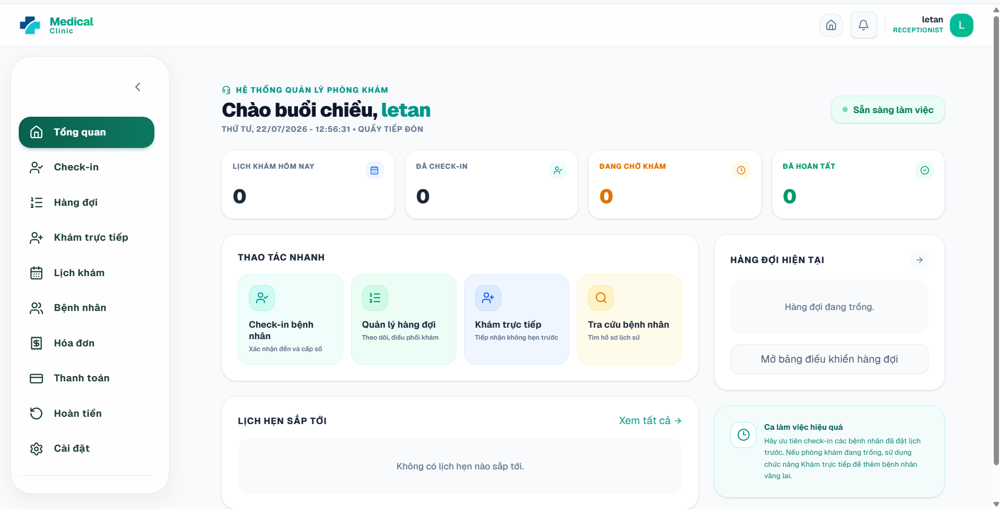 Medical
Clinic
letan
RECEPTIONIST
L
Tổng quan
Check-in
Hàng đợi
Khám trực tiếp
Lịch khám
Bệnh nhân
Hóa đơn
Thanh toán
Hoàn tiền
Cài đặt
HỆ THỐNG QUẢN LÝ PHÒNG KHÁM
Chào buổi chiều, letan
THỨ TƯ, 22/07/2026 - 12:56:31 • QUẦY TIẾP ĐÓN
Sẵn sàng làm việc
LỊCH KHÁM HÔM NAY
0
ĐÃ CHECK-IN
0
ĐANG CHỜ KHÁM
0
ĐÃ HOÀN TẤT
0
THAO TÁC NHANH
Check-in bệnh
nhân
Xác nhận đến và cấp số
Quản lý hàng đợi
Theo dõi, điều phối khám
Khám trực tiếp
Tiếp nhận không hẹn trước
Tra cứu bệnh nhân
Tìm hồ sơ lịch sử
HÀNG ĐỢI HIỆN TẠI
Hàng đợi đang trống.
Mở bảng điều khiển hàng đợi
LỊCH HẸN SẮP TỚI
Xem tất cả →
Không có lịch hẹn nào sắp tới.
Ca làm việc hiệu quả
Hãy ưu tiên check-in các bệnh nhân đã đặt lịch
trước. Nếu phòng khám đang trống, sử dụng
chức năng Khám trực tiếp để thêm bệnh nhân
vãng lai.